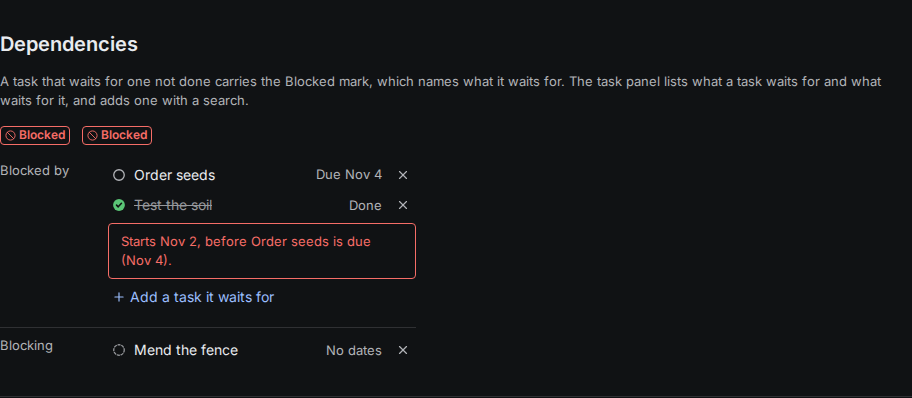 Dependencies
A task that waits for one not done carries the Blocked mark, which names what it waits for. The task panel lists what a task waits for and what
waits for it, and adds one with a search.
Blocked Blocked
Blocked by
Order seeds Due Nov 4
Test the soil Done
Starts Nov 2, before Order seeds is due
(Nov 4).
+ Add a task it waits for
Blocking
Mend the fence No dates